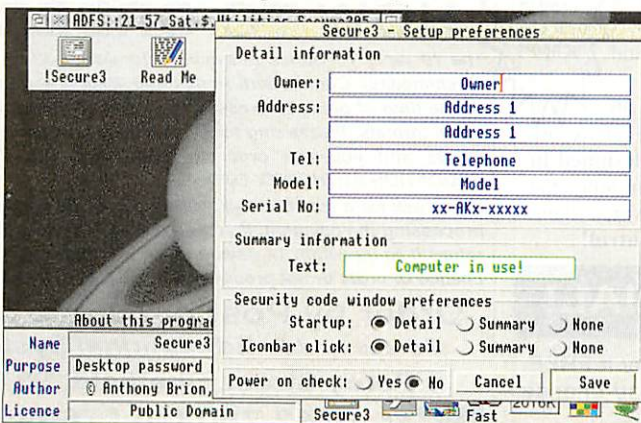 ADFS::21_57_Sat.$.Utilities.Secure305
!Secure3
Read Me
Secure3 - Setup preferences
Detail information
Owner: Owner
Address: Address 1
Address 1
Tel: Telephone
Model: Model
Serial No: xx-AKx-xxxxx
Summary information
Text: Computer in use!
Security code window preferences
Startup: Detail Summary None
Iconbar click: Detail Summary None
Power on check: Yes No Cancel Save
About this progra
Name Secure3
Purpose Desktop password
Author © Anthony Brion,
Licence Public Domain
Secure3
Fast